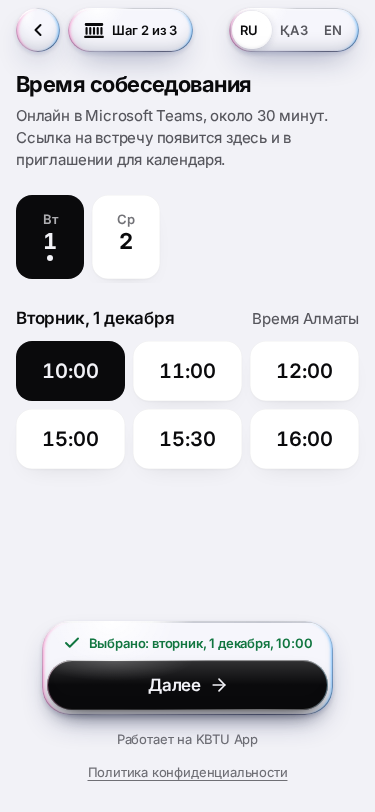 Шаг 2 из 3
RU ҚАЗ EN
Время собеседования
Онлайн в Microsoft Teams, около 30 минут.
Ссылка на встречу появится здесь и в
приглашении для календаря.
Вт Ср
1 2
Вторник, 1 декабря Время Алматы
10:00 11:00 12:00
15:00 15:30 16:00
Выбрано: вторник, 1 декабря, 10:00
Далее
Работает на KBTU App
Политика конфиденциальности